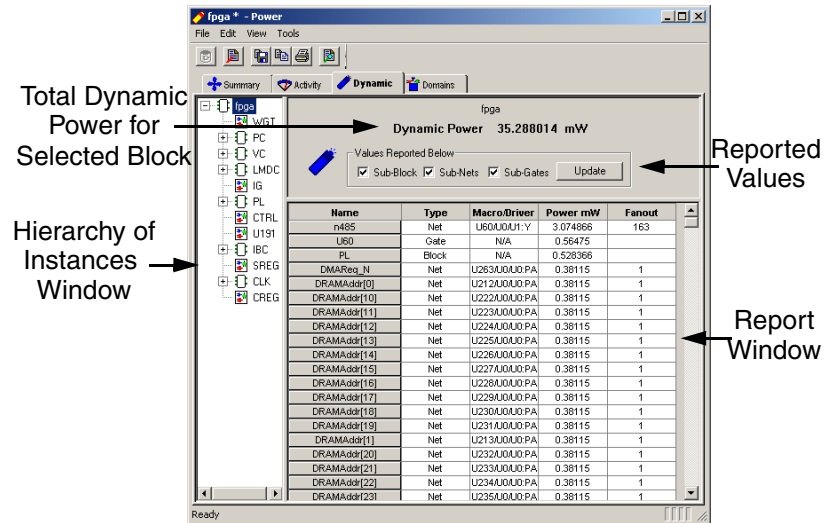 fpga * - Power
File Edit View Tools
Summary Activity Dynamic Domains
Total Dynamic
Power for
Selected Block
Hierarchy of
Instances
Window
Reported
Values
Report
Window
fpga
WGT
PC
VC
LMDC
IG
PL
CTRL
U191
IBC
SREG
CLK
CREG
fpga
Dynamic Power 35.288014 mW
Values Reported Below
Sub-Block Sub-Nets Sub-Gates Update
Name Type Macro/Driver Power mW Fanout
n485 Net U60/U0/U1:Y 3.074866 163
U60 Gate N/A 0.56475
PL Block N/A 0.528366
DMAReq_N Net U263/U0/U0:PA 0.38115 1
DRAMAddr[0] Net U212/U0/U0:PA 0.38115 1
DRAMAddr[10] Net U222/U0/U0:PA 0.38115 1
DRAMAddr[11] Net U223/U0/U0:PA 0.38115 1
DRAMAddr[12] Net U224/U0/U0:PA 0.38115 1
DRAMAddr[13] Net U225/U0/U0:PA 0.38115 1
DRAMAddr[14] Net U226/U0/U0:PA 0.38115 1
DRAMAddr[15] Net U227/U0/U0:PA 0.38115 1
DRAMAddr[16] Net U228/U0/U0:PA 0.38115 1
DRAMAddr[17] Net U229/U0/U0:PA 0.38115 1
DRAMAddr[18] Net U230/U0/U0:PA 0.38115 1
DRAMAddr[19] Net U231/U0/U0:PA 0.38115 1
DRAMAddr[1] Net U213/U0/U0:PA 0.38115 1
DRAMAddr[20] Net U232/U0/U0:PA 0.38115 1
DRAMAddr[21] Net U233/U0/U0:PA 0.38115 1
DRAMAddr[22] Net U234/U0/U0:PA 0.38115 1
DRAMAddr[23] Net U235/U0/U0:PA 0.38115 1
Ready